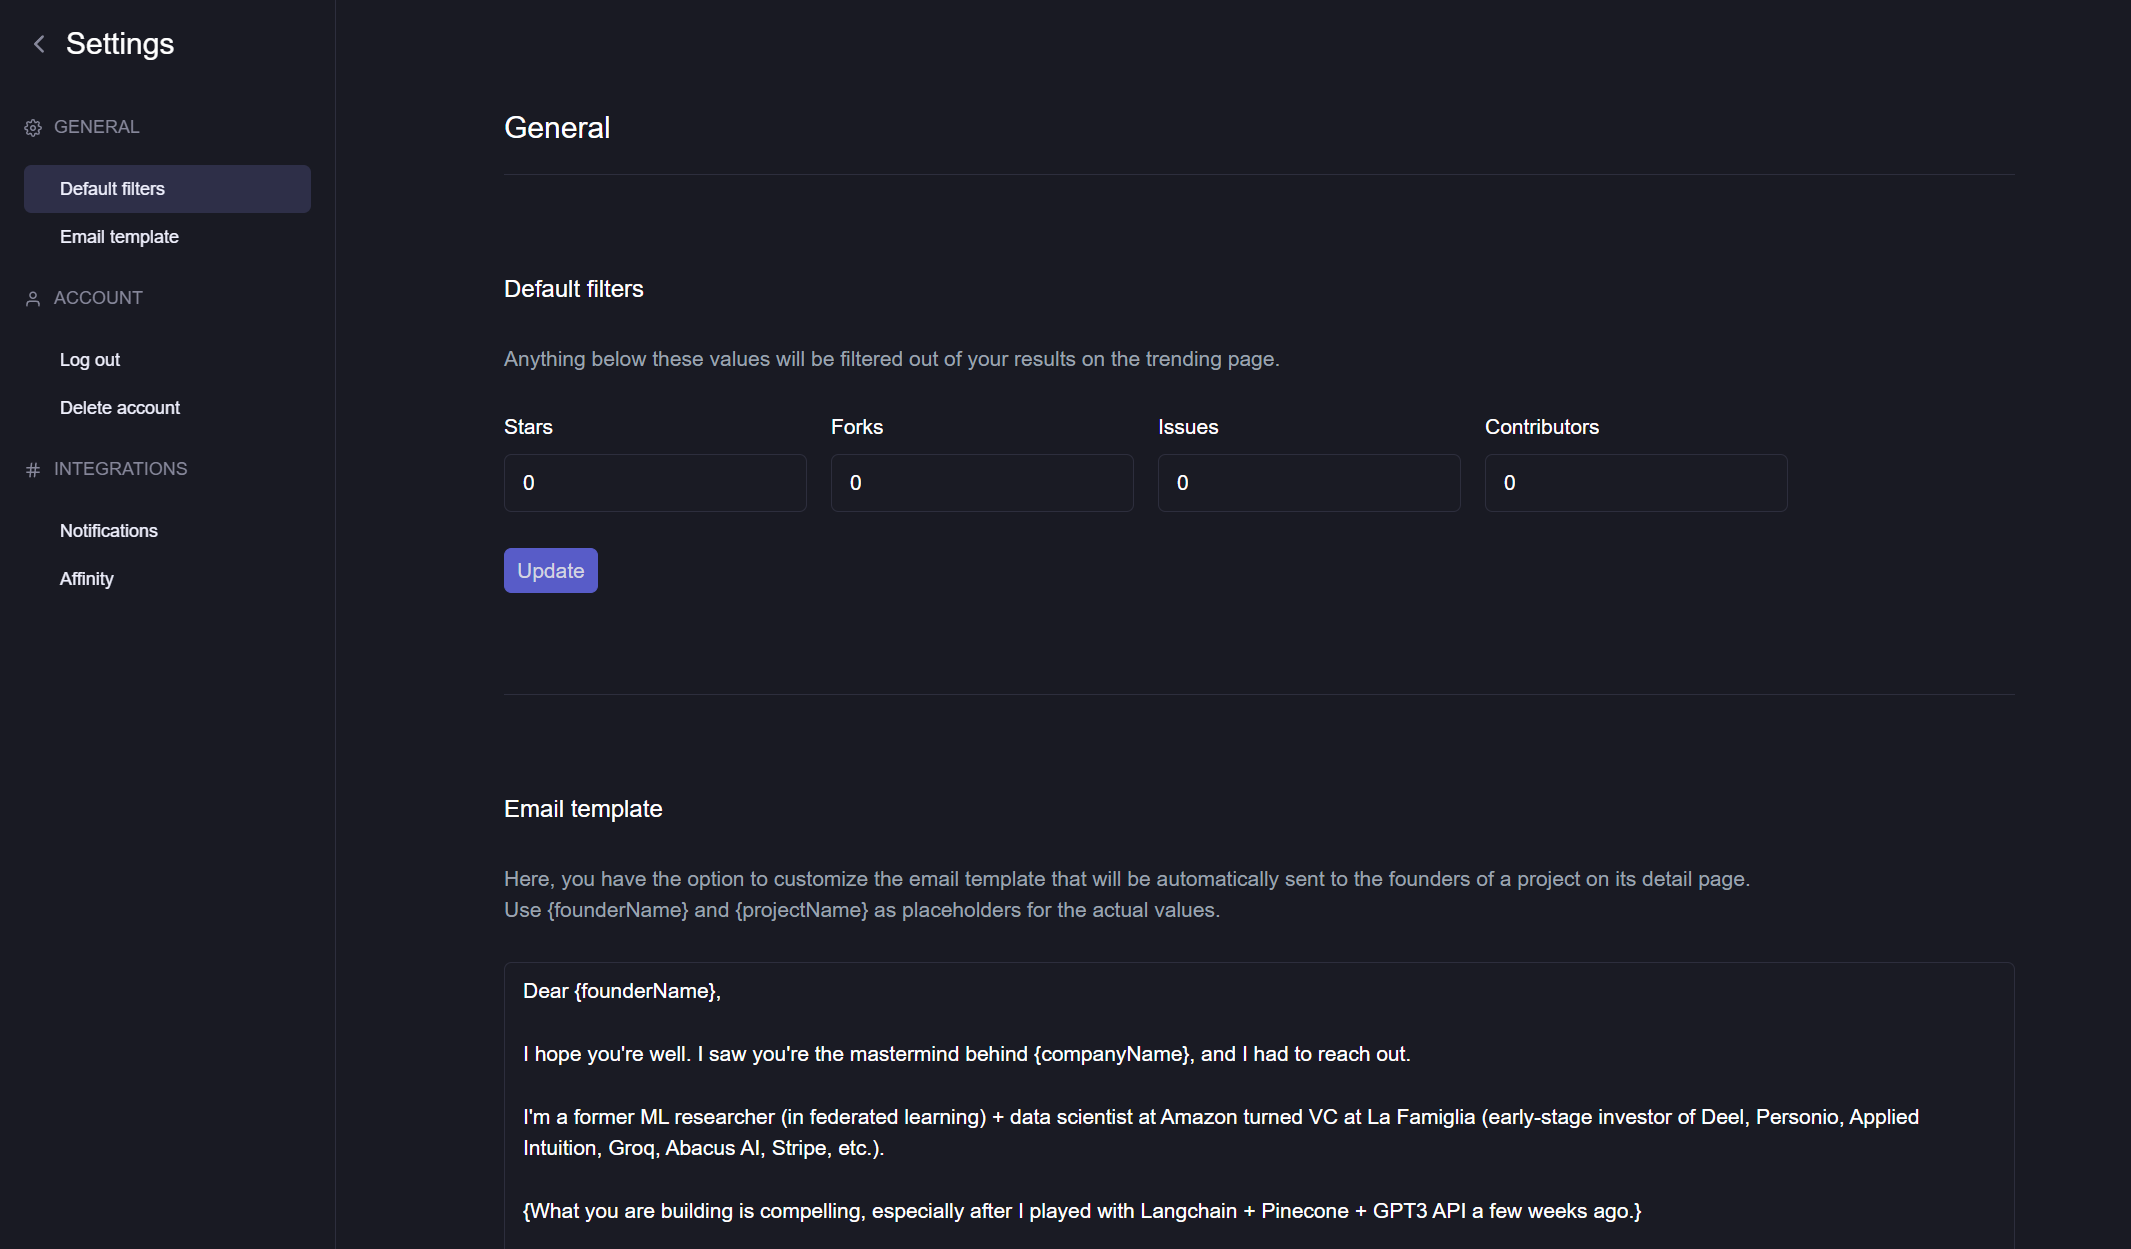 Settings
GENERAL
Default filters
Email template
ACCOUNT
Log out
Delete account
INTEGRATIONS
Notifications
Affinity
General
Default filters
Anything below these values will be filtered out of your results on the trending page.
Stars Forks Issues Contributors
0 0 0 0
Update
Email template
Here, you have the option to customize the email template that will be automatically sent to the founders of a project on its detail page.
Use {founderName} and {projectName} as placeholders for the actual values.
Dear {founderName},
I hope you're well. I saw you're the mastermind behind {companyName}, and I had to reach out.
I'm a former ML researcher (in federated learning) + data scientist at Amazon turned VC at La Famiglia (early-stage investor of Deel, Personio, Applied
Intuition, Groq, Abacus AI, Stripe, etc.).
{What you are building is compelling, especially after I played with Langchain + Pinecone + GPT3 API a few weeks ago.}